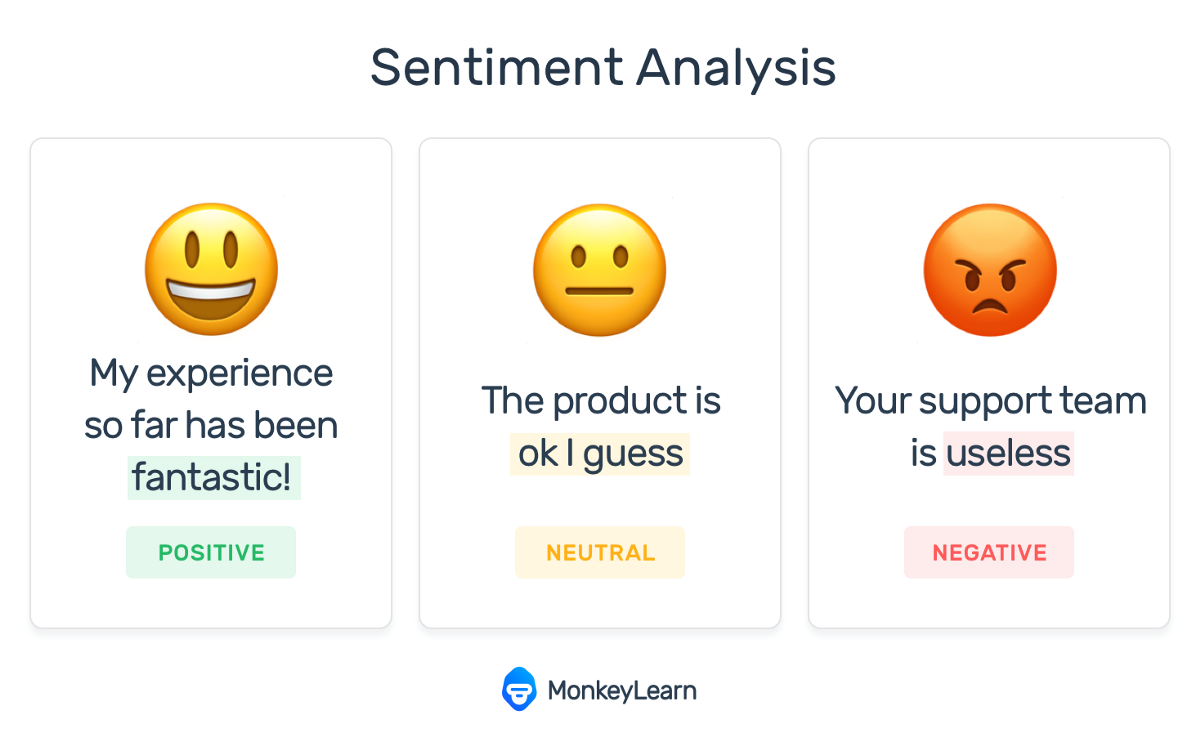 Sentiment Analysis
My experience
so far has been
fantastic!
POSITIVE
The product is
ok I guess
NEUTRAL
Your support team
is useless
NEGATIVE
MonkeyLearn